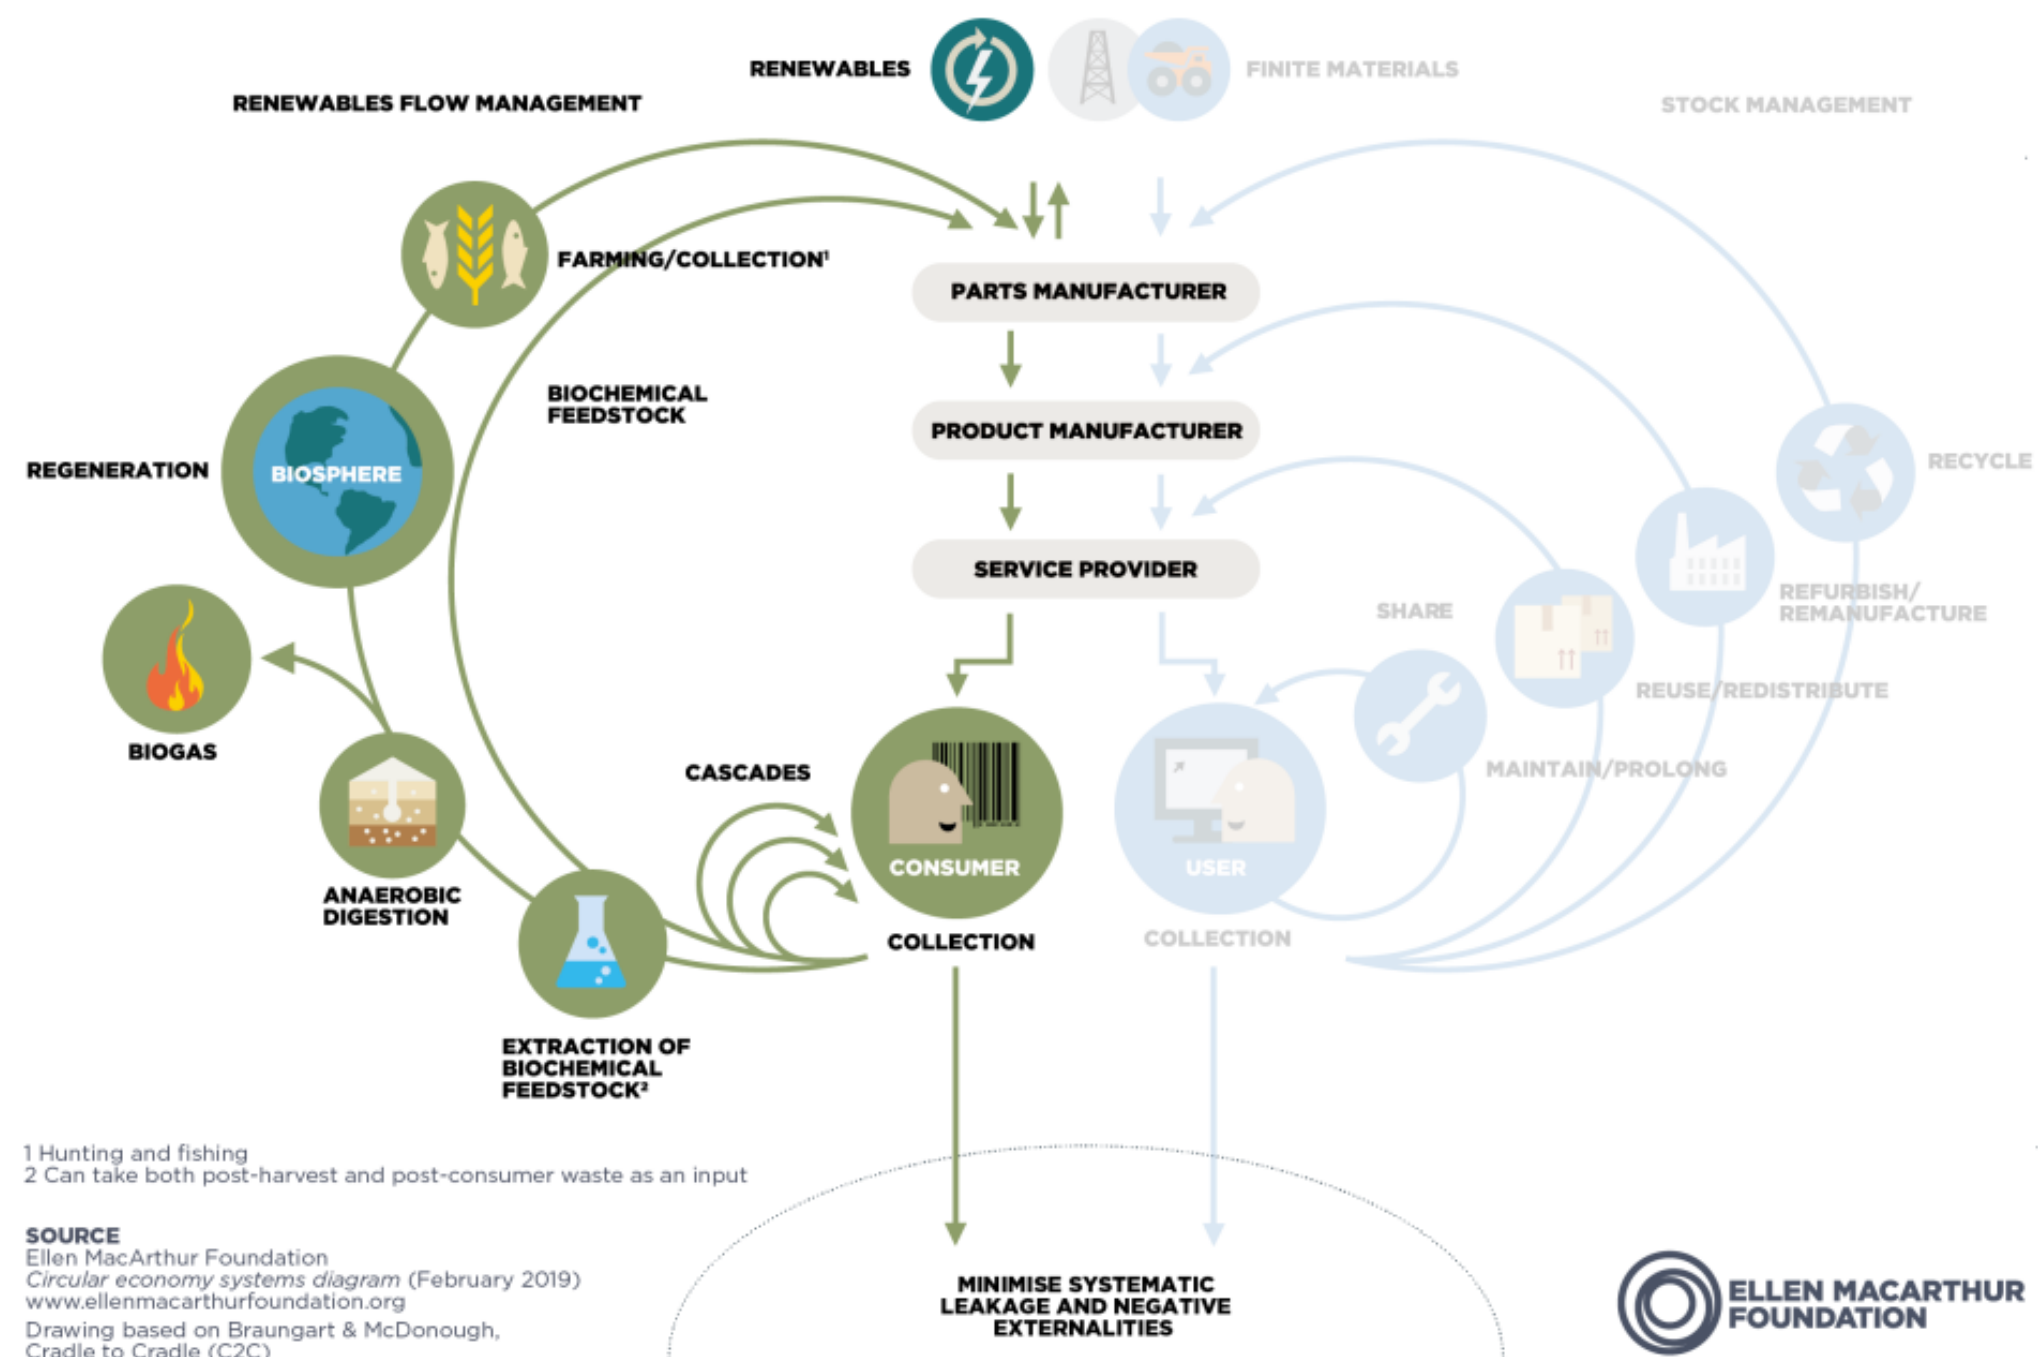 RENEWABLES
FINITE MATERIALS
RENEWABLES FLOW MANAGEMENT
STOCK MANAGEMENT
FARMING/COLLECTION¹
PARTS MANUFACTURER
BIOCHEMICAL
FEEDSTOCK
PRODUCT MANUFACTURER
REGENERATION
BIOSPHERE
RECYCLE
SERVICE PROVIDER
SHARE
REFURBISH/
REMANUFACTURE
REUSE/REDISTRIBUTE
BIOGAS
CASCADES
MAINTAIN/PROLONG
CONSUMER
USER
ANAEROBIC
DIGESTION
COLLECTION
COLLECTION
EXTRACTION OF
BIOCHEMICAL
FEEDSTOCK²
1 Hunting and fishing
2 Can take both post-harvest and post-consumer waste as an input
SOURCE
Ellen MacArthur Foundation
Circular economy systems diagram (February 2019)
www.ellenmacarthurfoundation.org
Drawing based on Braungart & McDonough,
Cradle to Cradle (C2C)
MINIMISE SYSTEMATIC
LEAKAGE AND NEGATIVE
EXTERNALITIES
ELLEN MACARTHUR
FOUNDATION